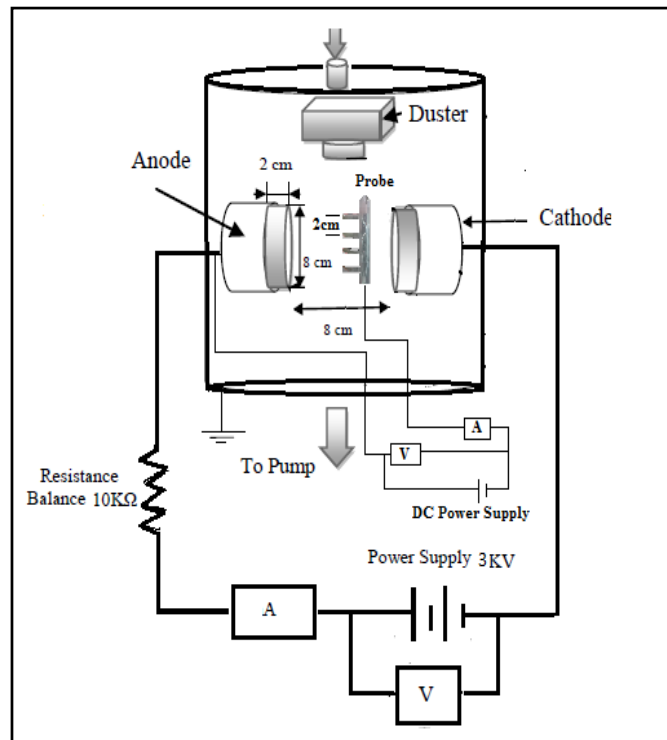 Duster
2 cm
Anode
Probe
Cathode
2cm
8 cm
8 cm
A
V
To Pump
DC Power Supply
Resistance
Balance 10KΩ
Power Supply 3KV
A
V